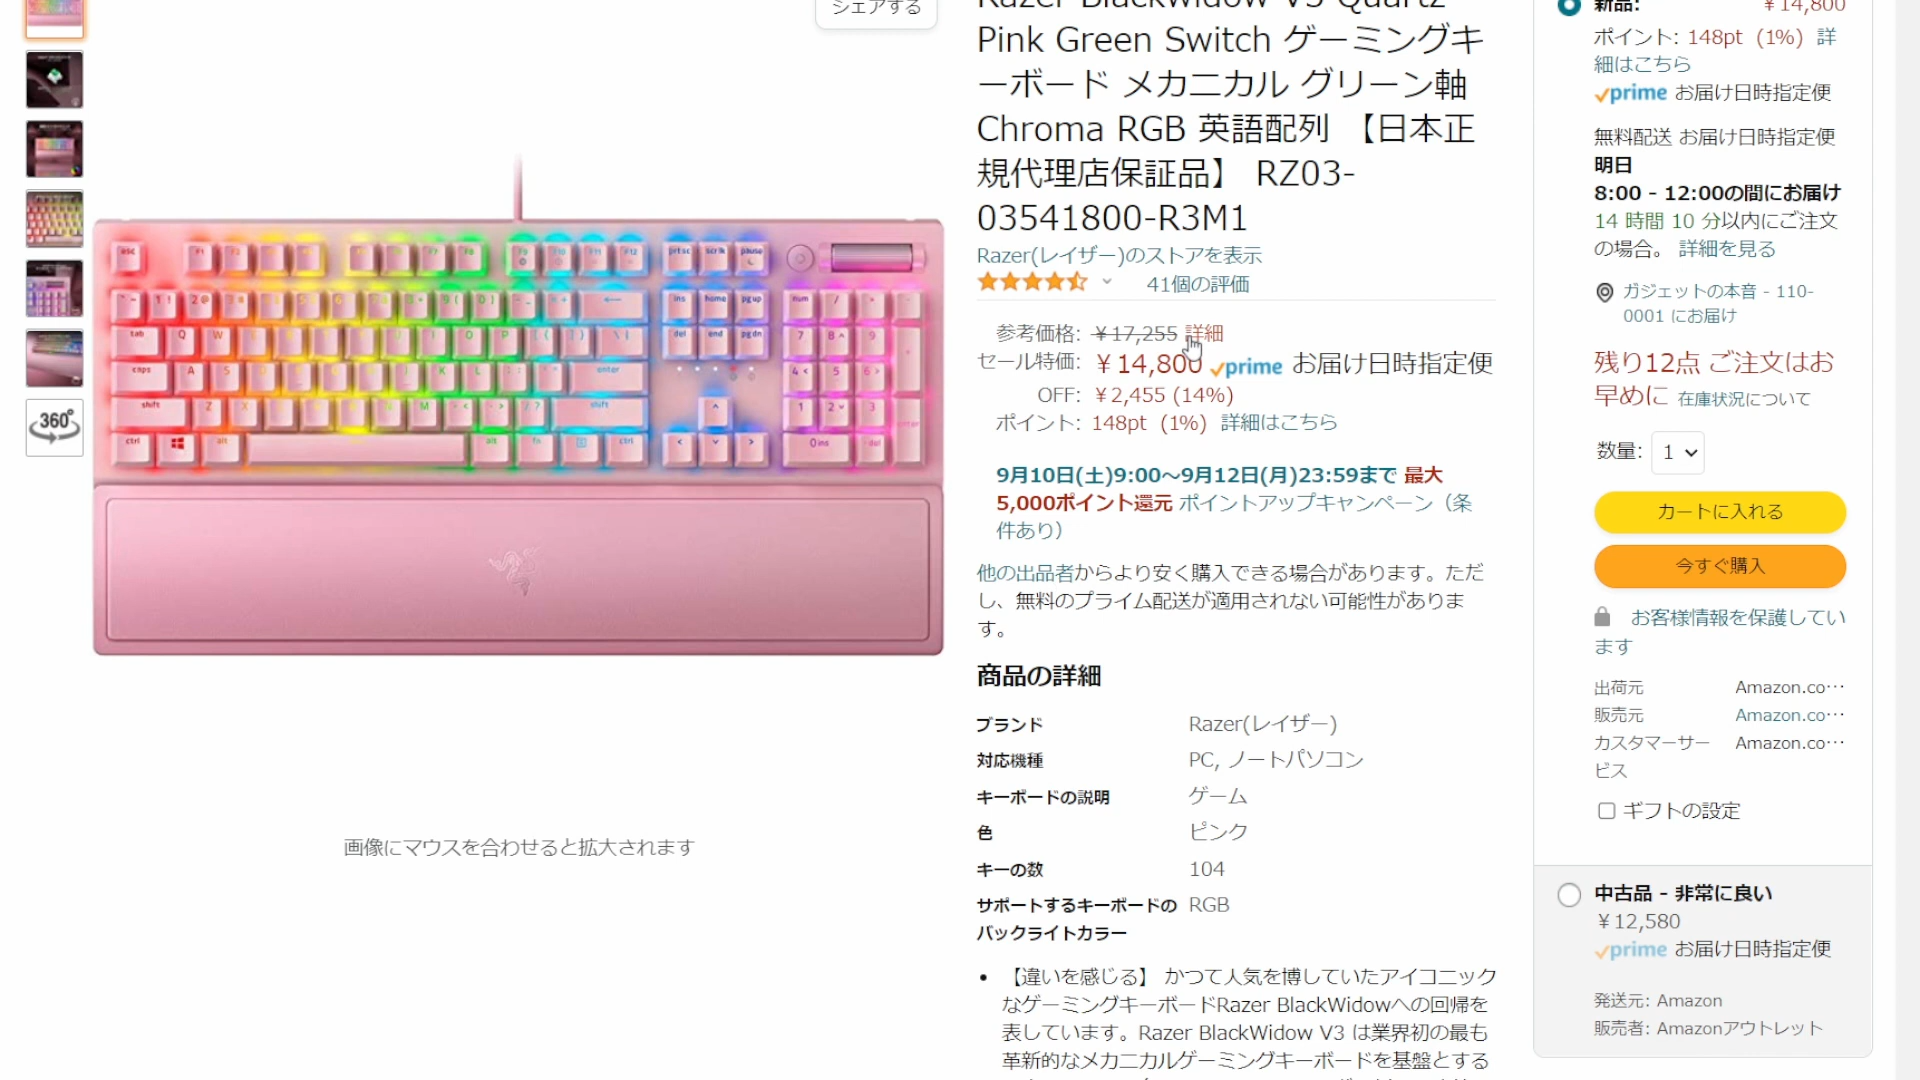 シェアする
360°
画像にマウスを合わせると拡大されます
Razer BlackWidow V3 Quartz
Pink Green Switch ゲーミングキ
ーボード メカニカル グリーン軸
Chroma RGB 英語配列 【日本正
規代理店保証品】 RZ03-
03541800-R3M1
Razer(レイザー)のストアを表示
41個の評価
参考価格: ￥17,255 詳細
セール特価: ￥14,800 prime お届け日時指定便
OFF: ￥2,455 (14%)
ポイント: 148pt (1%) 詳細はこちら
9月10日(土)9:00～9月12日(月)23:59まで 最大
5,000ポイント還元 ポイントアップキャンペーン（条
件あり）
他の出品者からより安く購入できる場合があります。ただ
し、無料のプライム配送が適用されない可能性がありま
す。
商品の詳細
ブランド Razer(レイザー)
対応機種 PC, ノートパソコン
キーボードの説明 ゲーム
色 ピンク
キーの数 104
サポートするキーボードの RGB
バックライトカラー
• 【違いを感じる】 かつて人気を博していたアイコニック
なゲーミングキーボードRazer BlackWidowへの回帰を
表しています。Razer BlackWidow V3 は業界初の最も
革新的なメカニカルゲーミングキーボードを基盤とする
新品: ￥14,800
ポイント: 148pt (1%) 詳
細はこちら
prime お届け日時指定便
無料配送 お届け日時指定便
明日
8:00 - 12:00の間にお届け
14 時間 10 分以内にご注文
の場合。 詳細を見る
ガジェットの本音 - 110-
0001 にお届け
残り12点 ご注文はお
早めに 在庫状況について
数量: 1
カートに入れる
今すぐ購入
お客様情報を保護してい
ます
出荷元 Amazon.co…
販売元 Amazon.co…
カスタマーサー Amazon.co…
ビス
ギフトの設定
中古品 - 非常に良い
￥12,580
prime お届け日時指定便
発送元: Amazon
販売者: Amazonアウトレット